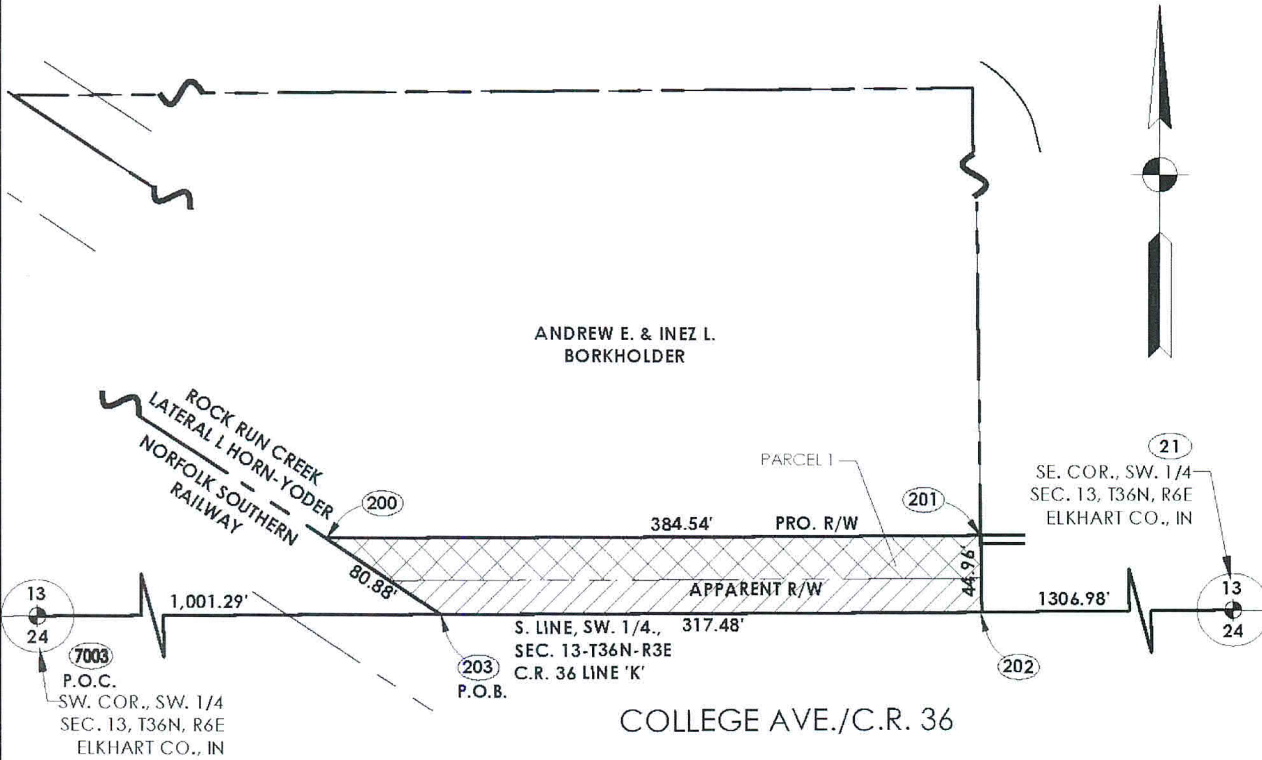 ANDREW E. & INEZ L.
BORKHOLDER
ROCK RUN CREEK
LATERAL L HORN-YODER
NORFOLK SOUTHERN
RAILWAY
PARCEL 1
21
SE. COR., SW. 1/4
SEC. 13, T36N, R6E
ELKHART CO., IN
200
201
384.54'
PRO. R/W
80.88'
APPARENT R/W
44.96'
13
24
1,001.29'
1306.98'
13
24
S. LINE, SW. 1/4., 317.48'
SEC. 13-T36N-R3E
C.R. 36 LINE 'K'
203
P.O.B.
202
7003
P.O.C.
SW. COR., SW. 1/4
SEC. 13, T36N, R6E
ELKHART CO., IN
COLLEGE AVE./C.R. 36